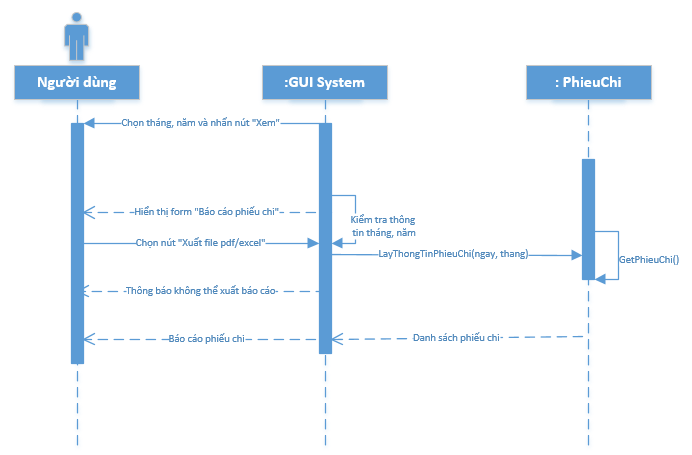 Người dùng
:GUI System
: PhieuChi
Chọn tháng, năm và nhấn nút "Xem"
Hiển thị form "Báo cáo phiếu chi"
Kiểm tra thông
tin tháng, năm
Chọn nút "Xuất file pdf/excel"
LayThongTinPhieuChi(ngay, thang)
GetPhieuChi()
Thông báo không thể xuất báo cáo
Báo cáo phiếu chi
Danh sách phiếu chi